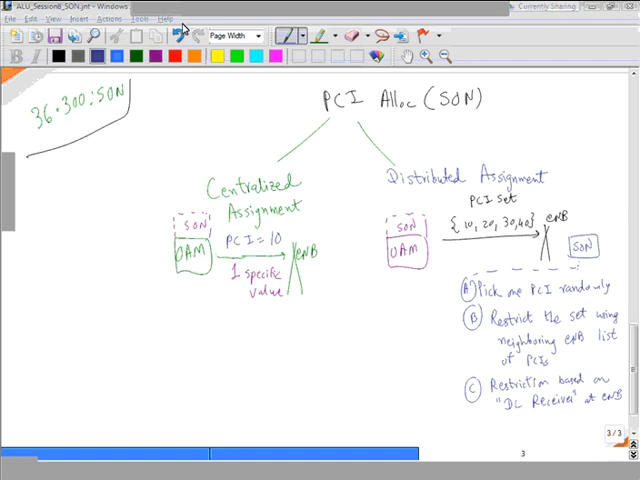 ALU_Session8_SON.jnt - Windows
Currently Sharing
File Edit View Insert Actions Tools Help
Page Width
36.300:SON
PCI Alloc (SON)
Centralized
Assignment
SON
OAM
PCI = 10
1 specific
value
eNB
Distributed Assignment
PCI set
{10, 20, 30, 40}
eNB
SON
OAM
SON
(A) Pick one PCI randomly
(B) Restrict the set using
neighboring eNB list
of PCIs
(C) Restriction based on
"DL Receiver" at eNB
3 / 3
3